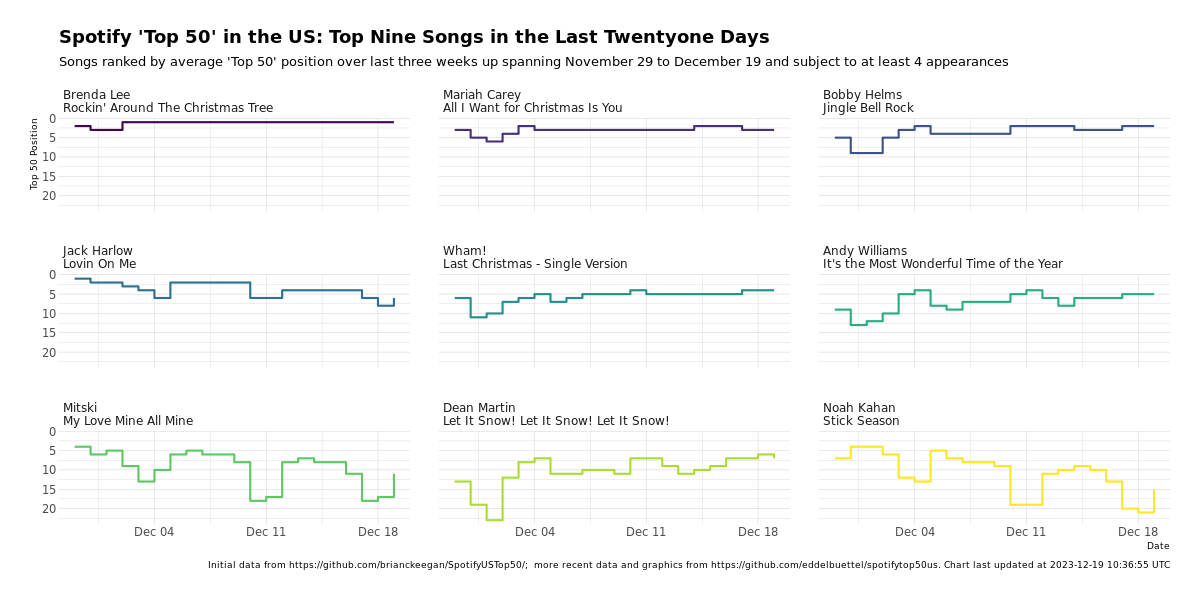 Spotify 'Top 50' in the US: Top Nine Songs in the Last Twentyone Days
Songs ranked by average 'Top 50' position over last three weeks up spanning November 29 to December 19 and subject to at least 4 appearances
Brenda Lee
Rockin' Around The Christmas Tree
Mariah Carey
All I Want for Christmas Is You
Bobby Helms
Jingle Bell Rock
Top 50 Position
0
5
10
15
20
Jack Harlow
Lovin On Me
Wham!
Last Christmas - Single Version
Andy Williams
It's the Most Wonderful Time of the Year
0
5
10
15
20
Mitski
My Love Mine All Mine
Dean Martin
Let It Snow! Let It Snow! Let It Snow!
Noah Kahan
Stick Season
0
5
10
15
20
Dec 04 Dec 11 Dec 18
Dec 04 Dec 11 Dec 18
Dec 04 Dec 11 Dec 18
Date
Initial data from https://github.com/brianckeegan/SpotifyUSTop50/; more recent data and graphics from https://github.com/eddelbuettel/spotifytop50us. Chart last updated at 2023-12-19 10:36:55 UTC